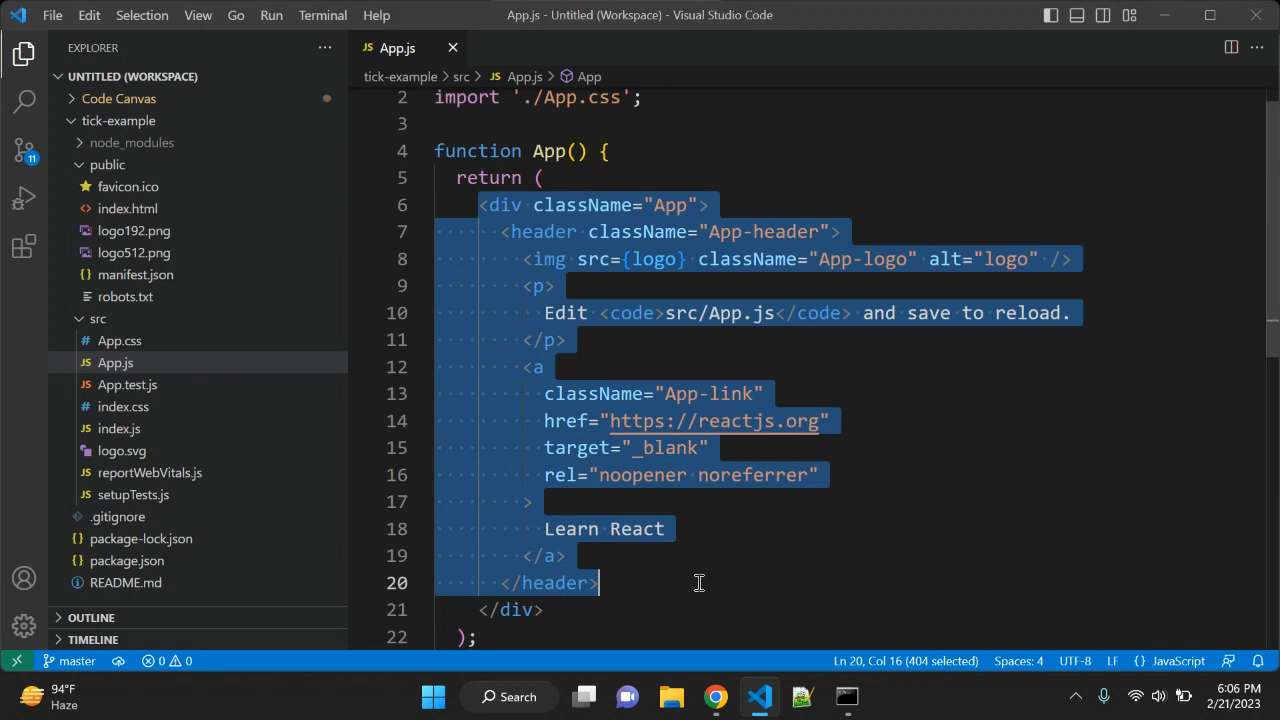 File Edit Selection View Go Run Terminal Help App.js - Untitled (Workspace) - Visual Studio Code
EXPLORER
UNTITLED (WORKSPACE)
Code Canvas
tick-example
node_modules
public
favicon.ico
index.html
logo192.png
logo512.png
manifest.json
robots.txt
src
# App.css
JS App.js
JS App.test.js
# index.css
JS index.js
logo.svg
JS reportWebVitals.js
JS setupTests.js
.gitignore
package-lock.json
package.json
README.md
OUTLINE
TIMELINE
11
JS App.js
tick-example > src > JS App.js > App
2 import './App.css';
3
4 function App() {
5 return (
6 <div className="App">
7 <header className="App-header">
8 <img src={logo} className="App-logo" alt="logo" />
9 <p>
10 Edit <code>src/App.js</code> and save to reload.
11 </p>
12 <a
13 className="App-link"
14 href="https://reactjs.org"
15 target="_blank"
16 rel="noopener noreferrer"
17 >
18 Learn React
19 </a>
20 </header>
21 </div>
22 );
master 0 0 Ln 20, Col 16 (404 selected) Spaces: 4 UTF-8 LF {} JavaScript
94°F
Haze
Search
6:06 PM
2/21/2023